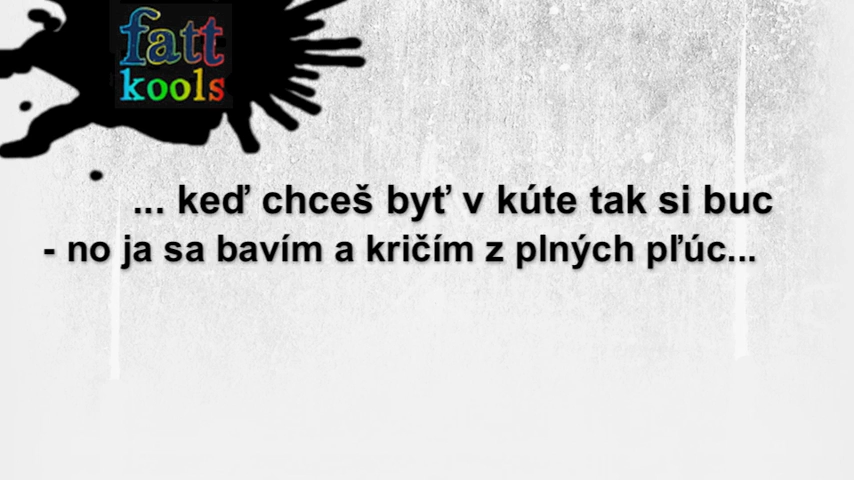 fatt
kools
... keď chceš byť v kúte tak si buc
- no ja sa bavím a kričím z plných pľúc...